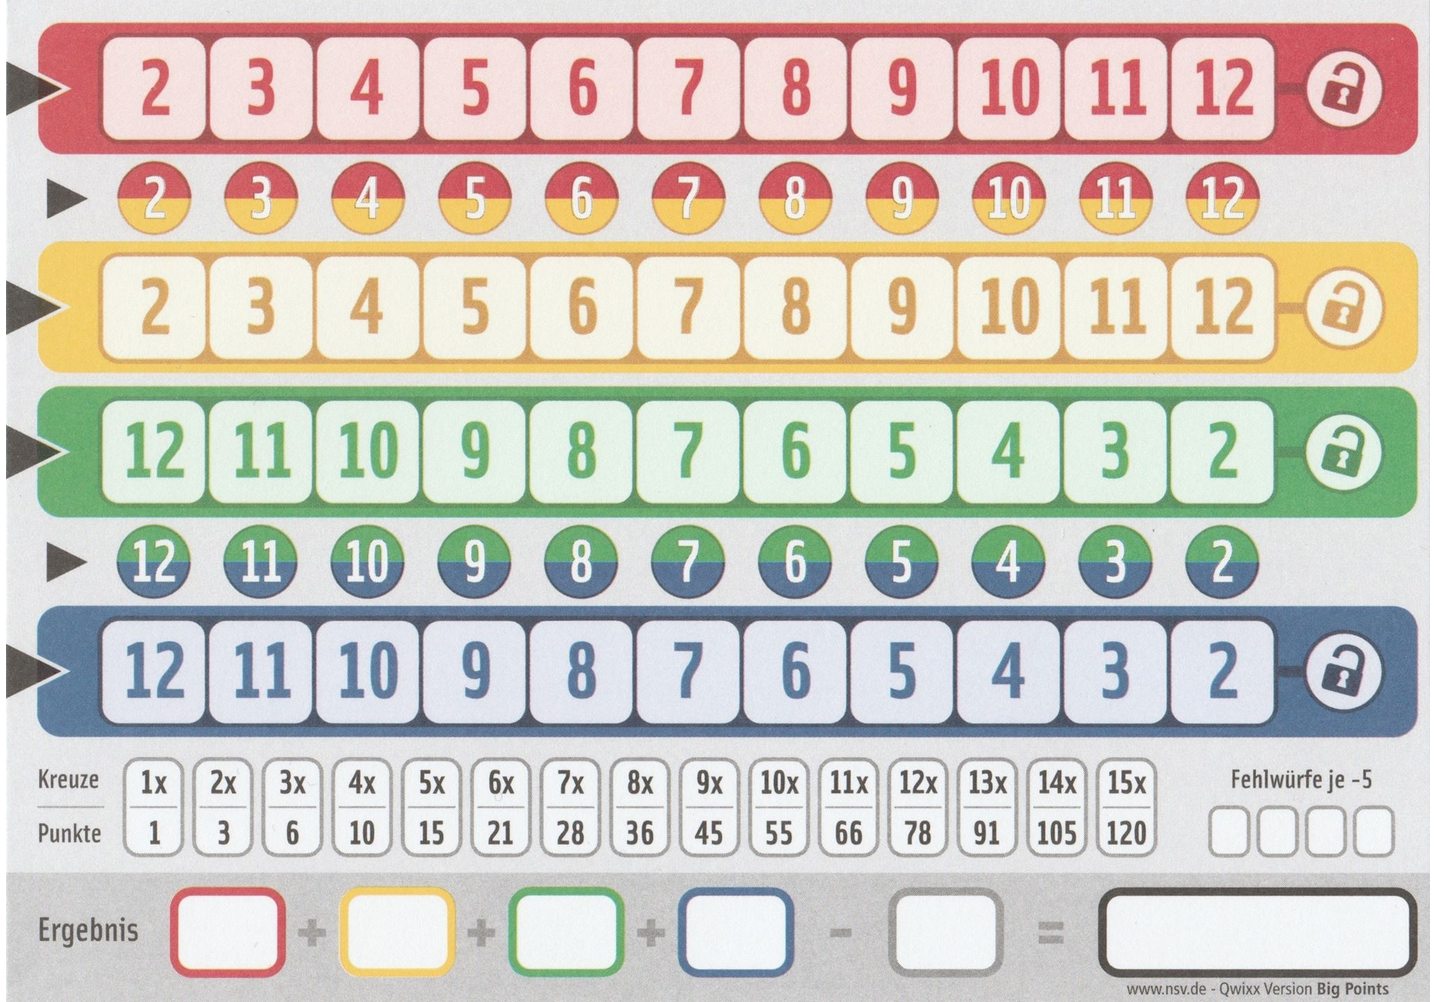 2 3 4 5 6 7 8 9 10 11 12
2 3 4 5 6 7 8 9 10 11 12
2 3 4 5 6 7 8 9 10 11 12
12 11 10 9 8 7 6 5 4 3 2
12 11 10 9 8 7 6 5 4 3 2
12 11 10 9 8 7 6 5 4 3 2
Kreuze 1x 2x 3x 4x 5x 6x 7x 8x 9x 10x 11x 12x 13x 14x 15x Fehlwürfe je -5
Punkte 1 3 6 10 15 21 28 36 45 55 66 78 91 105 120
Ergebnis + + + - =
www.nsv.de - Qwixx Version Big Points